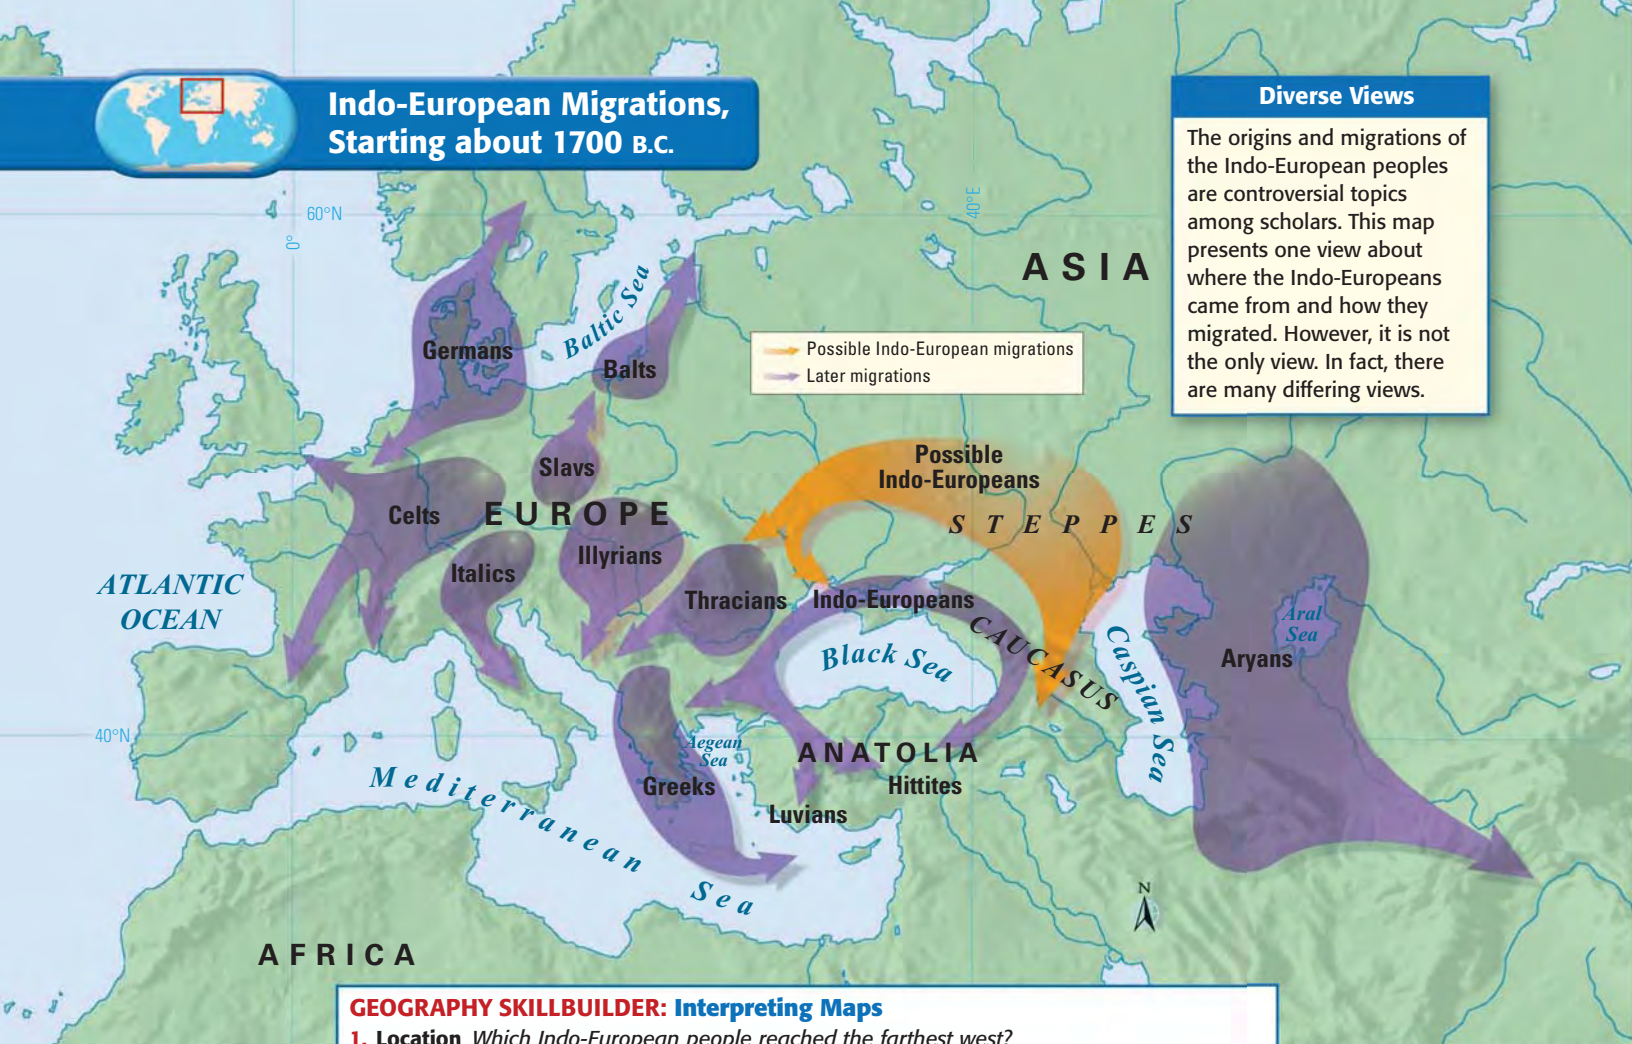 Indo-European Migrations,
Starting about 1700 B.C.
Diverse Views
The origins and migrations of
the Indo-European peoples
are controversial topics
among scholars. This map
presents one view about
where the Indo-Europeans
came from and how they
migrated. However, it is not
the only view. In fact, there
are many differing views.
60°N
0°
40°E
ASIA
Baltic Sea
Germans
Balts
Possible Indo-European migrations
Later migrations
Possible
Indo-Europeans
Slavs
Celts
EUROPE
STEPPES
Illyrians
Italics
ATLANTIC
OCEAN
Thracians
Indo-Europeans
Black Sea
CAUCASUS
Caspian Sea
Aral
Sea
Aryans
40°N
Aegean
Sea
ANATOLIA
Mediterranean Sea
Greeks
Hittites
Luvians
N
AFRICA
GEOGRAPHY SKILLBUILDER: Interpreting Maps
1. Location Which Indo-European people reached the farthest west?